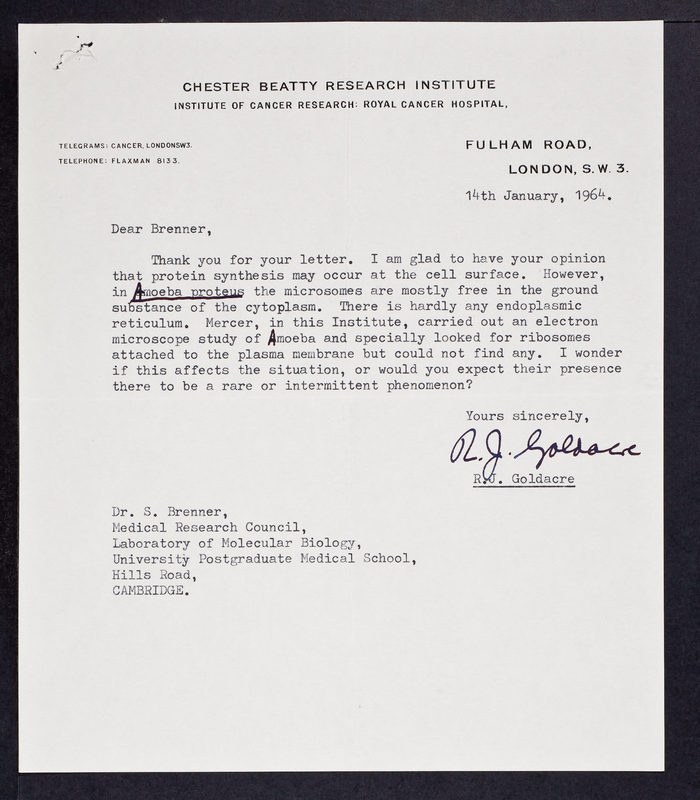 CHESTER BEATTY RESEARCH INSTITUTE
INSTITUTE OF CANCER RESEARCH: ROYAL CANCER HOSPITAL,
TELEGRAMS: CANCER, LONDONSW3.
TELEPHONE: FLAXMAN 8133.
FULHAM ROAD,
LONDON, S.W. 3.
14th January, 1964.
Dear Brenner,
Thank you for your letter. I am glad to have your opinion
that protein synthesis may occur at the cell surface. However,
in Amoeba proteus the microsomes are mostly free in the ground
substance of the cytoplasm. There is hardly any endoplasmic
reticulum. Mercer, in this Institute, carried out an electron
microscope study of Amoeba and specially looked for ribosomes
attached to the plasma membrane but could not find any. I wonder
if this affects the situation, or would you expect their presence
there to be a rare or intermittent phenomenon?
Yours sincerely,
R.J. Goldacre
R.J. Goldacre
Dr. S. Brenner,
Medical Research Council,
Laboratory of Molecular Biology,
University Postgraduate Medical School,
Hills Road,
CAMBRIDGE.